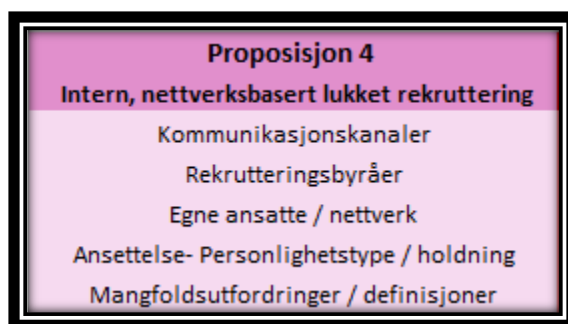 Proposisjon 4
Intern, nettverksbasert lukket rekruttering
Kommunikasjonskanaler
Rekrutteringsbyråer
Egne ansatte / nettverk
Ansettelse- Personlighetstype / holdning
Mangfoldsutfordringer / definisjoner